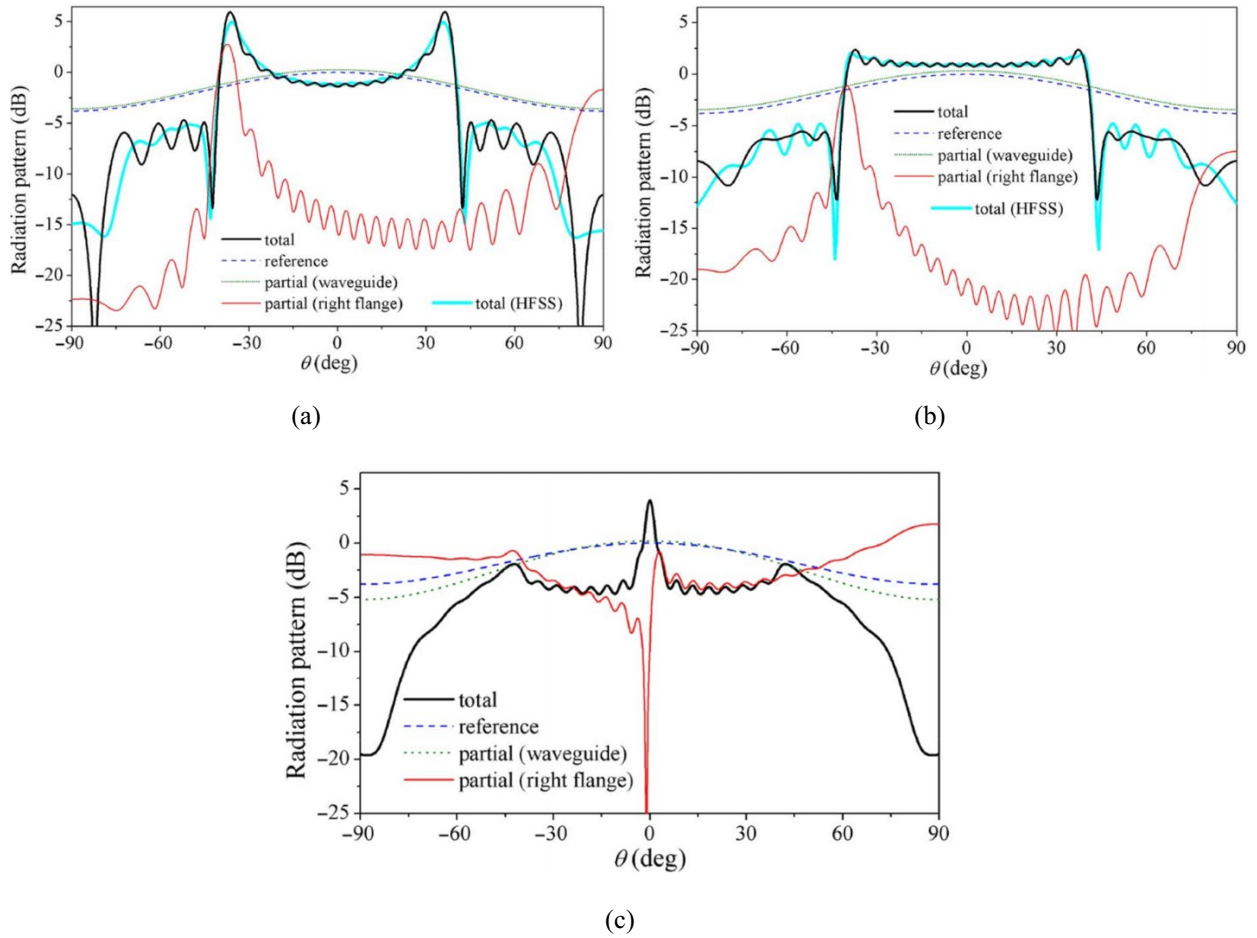 5
0
−5
−10
−15
−20
−25
Radiation pattern (dB)
total
reference
partial (waveguide)
partial (right flange)
total (HFSS)
−90
−60
−30
0
30
60
90
θ (deg)
(a)
5
0
−5
−10
−15
−20
−25
Radiation pattern (dB)
total
reference
partial (waveguide)
partial (right flange)
total (HFSS)
−90
−60
−30
0
30
60
90
θ (deg)
(b)
5
0
−5
−10
−15
−20
−25
Radiation pattern (dB)
total
reference
partial (waveguide)
partial (right flange)
−90
−60
−30
0
30
60
90
θ (deg)
(c)